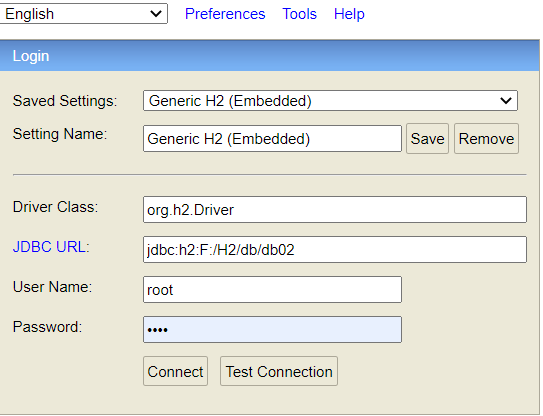 English Preferences Tools Help
Login
Saved Settings: Generic H2 (Embedded)
Setting Name: Generic H2 (Embedded) Save Remove
Driver Class: org.h2.Driver
JDBC URL: jdbc:h2:F:/H2/db/db02
User Name: root
Password: ••••
Connect Test Connection